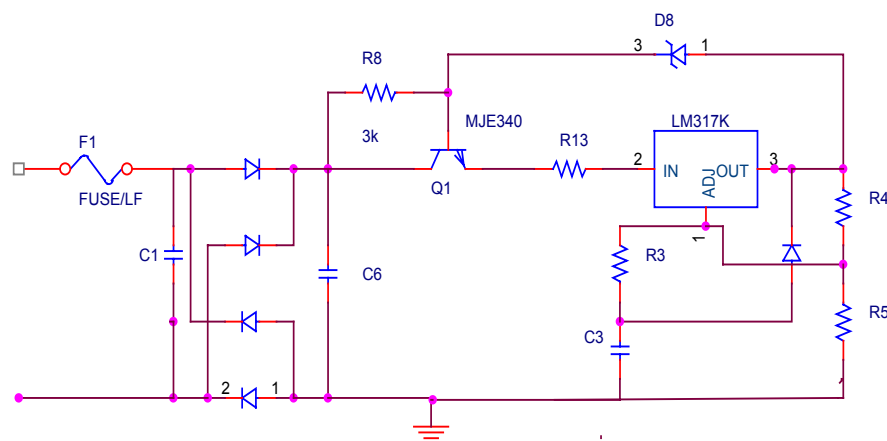 D8
3 1
R8
MJE340
LM317K
3k
R13
F1
2 IN ADJ OUT 3
Q1
FUSE/LF
R4
1
C1
C6
R3
R5
C3
2 1